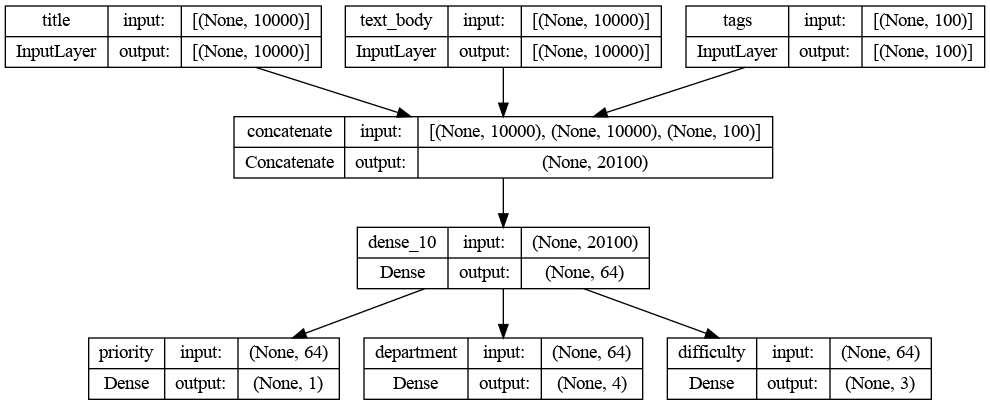 title input: [(None, 10000)]
InputLayer output: [(None, 10000)]
text_body input: [(None, 10000)]
InputLayer output: [(None, 10000)]
tags input: [(None, 100)]
InputLayer output: [(None, 100)]
concatenate input: [(None, 10000), (None, 10000), (None, 100)]
Concatenate output: (None, 20100)
dense_10 input: (None, 20100)
Dense output: (None, 64)
priority input: (None, 64)
Dense output: (None, 1)
department input: (None, 64)
Dense output: (None, 4)
difficulty input: (None, 64)
Dense output: (None, 3)